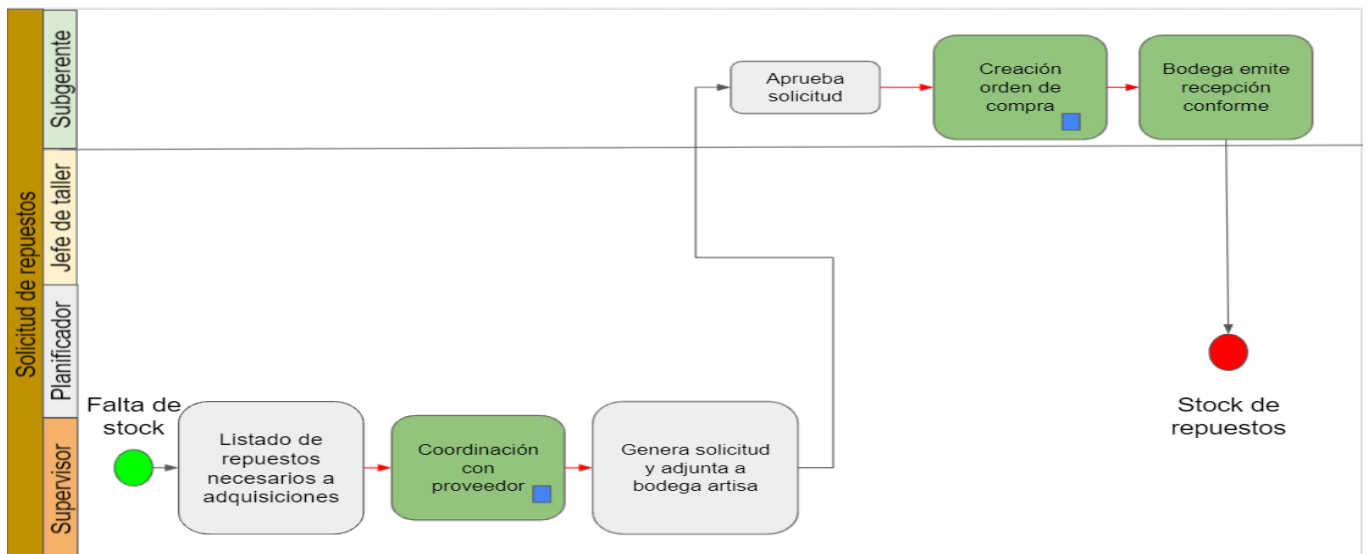 Solicitud de repuestos
Subgerente
Jefe de taller
Planificador
Supervisor
Aprueba
solicitud
Creación
orden de
compra
Bodega emite
recepción
conforme
Falta de
stock
Listado de
repuestos
necesarios a
adquisiciones
Coordinación
con
proveedor
Genera solicitud
y adjunta a
bodega artisa
Stock de
repuestos